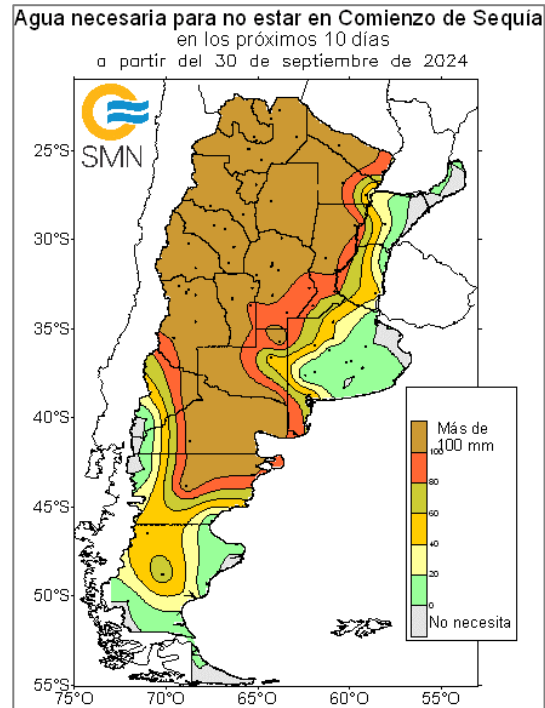 Agua necesaria para no estar en Comienzo de Sequía
en los próximos 10 días
a partir del 30 de septiembre de 2024
SMN
25°S
30°S
35°S
40°S
45°S
50°S
55°S
75°O
70°O
65°O
60°O
55°O
Más de
100 mm
100
80
60
40
20
0
No necesita